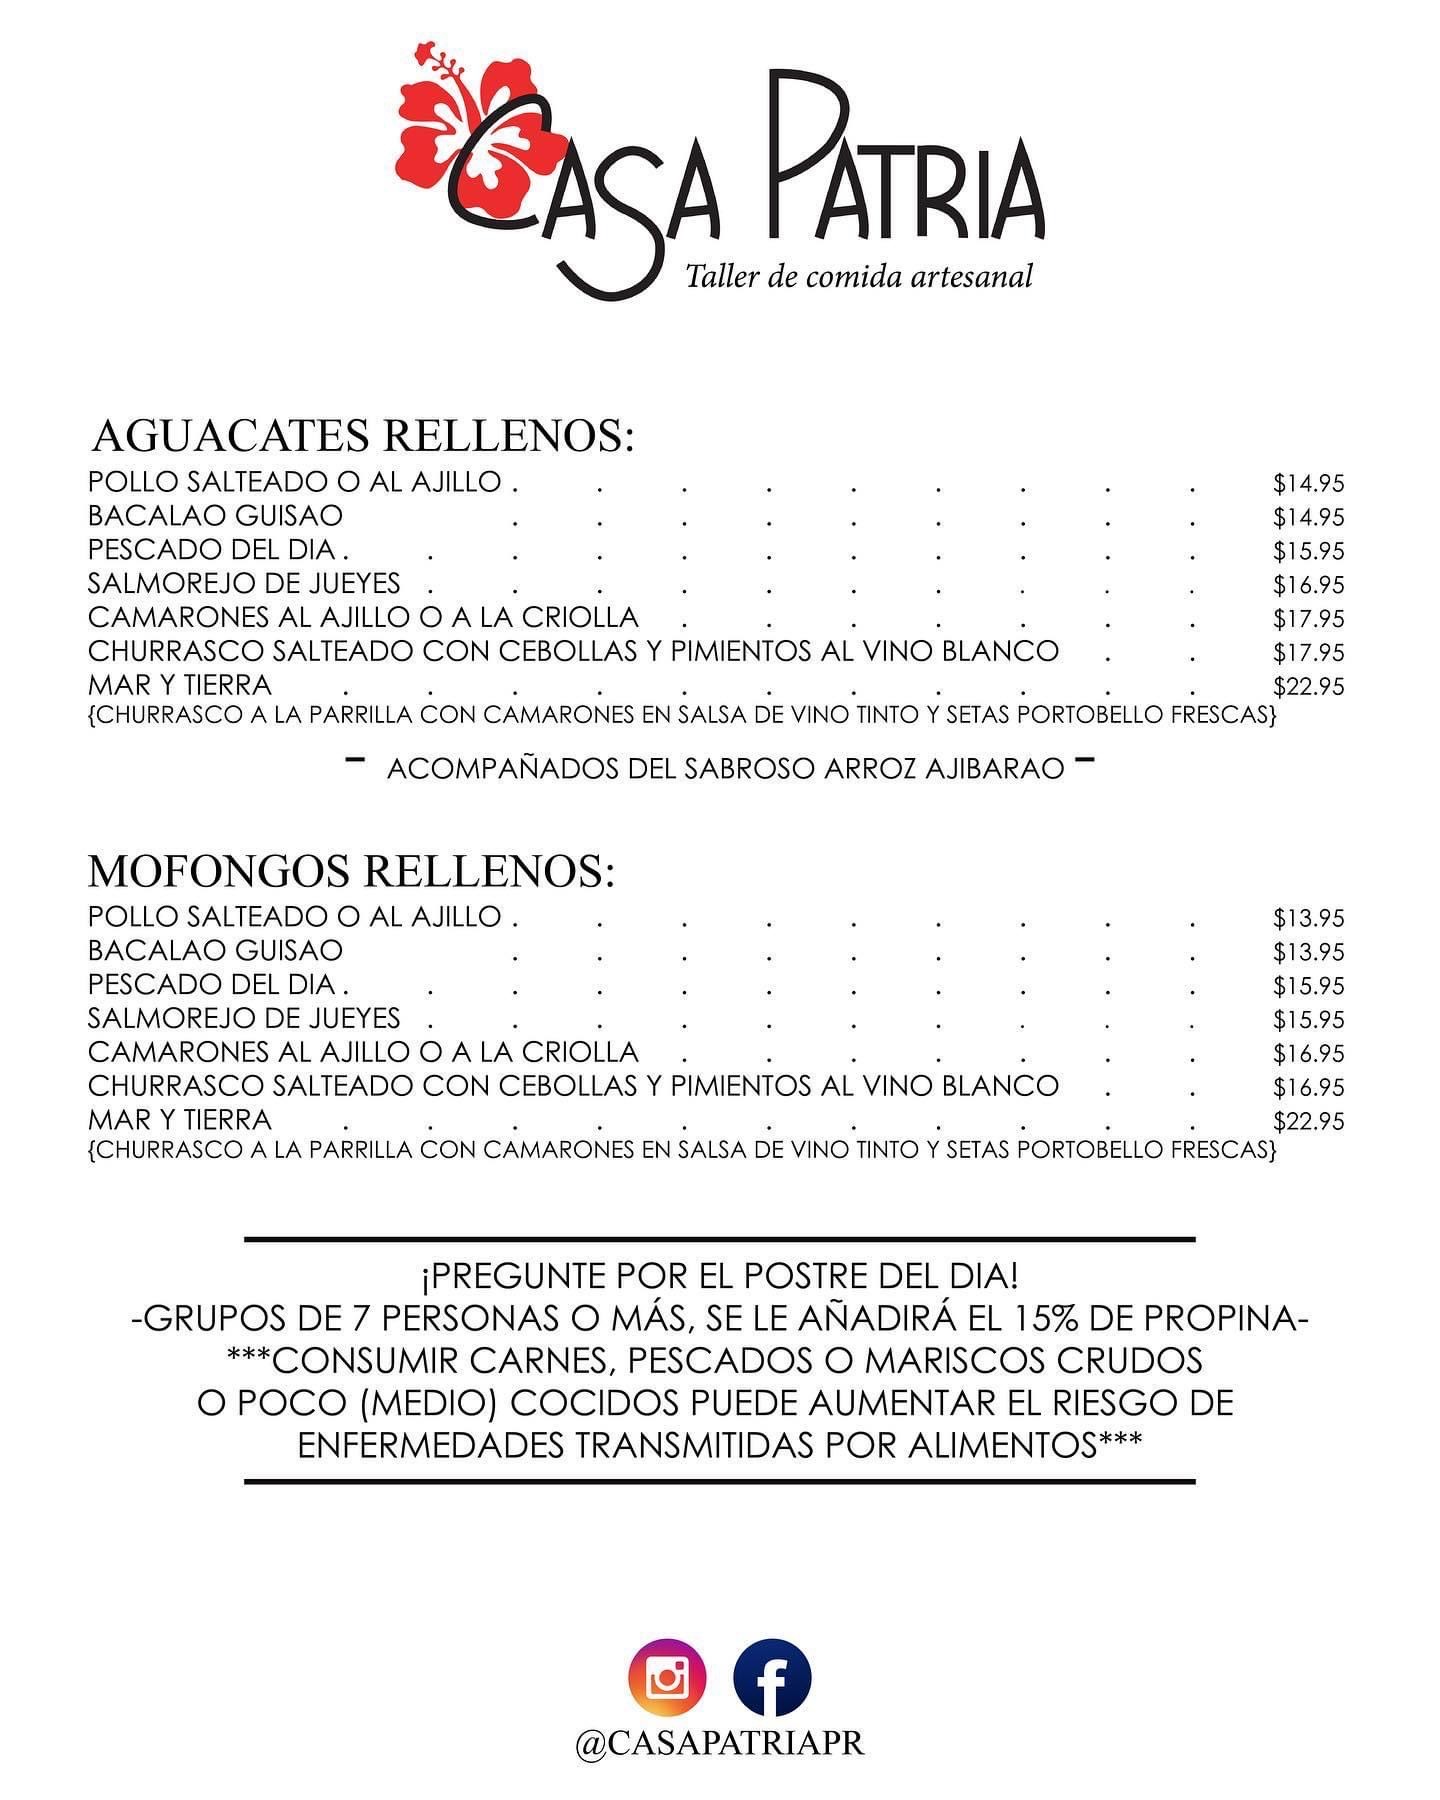 CASA PATRIA
Taller de comida artesanal
AGUACATES RELLENOS:
POLLO SALTEADO O AL AJILLO . . . . . . . . . $14.95
BACALAO GUISAO . . . . . . . . . $14.95
PESCADO DEL DIA . . . . . . . . . . . $15.95
SALMOREJO DE JUEYES . . . . . . . . . . $16.95
CAMARONES AL AJILLO O A LA CRIOLLA . . . . . . . $17.95
CHURRASCO SALTEADO CON CEBOLLAS Y PIMIENTOS AL VINO BLANCO . . $17.95
MAR Y TIERRA . . . . . . . . . . . $22.95
{CHURRASCO A LA PARRILLA CON CAMARONES EN SALSA DE VINO TINTO Y SETAS PORTOBELLO FRESCAS}
- ACOMPAÑADOS DEL SABROSO ARROZ AJIBARAO -
MOFONGOS RELLENOS:
POLLO SALTEADO O AL AJILLO . . . . . . . . . $13.95
BACALAO GUISAO . . . . . . . . . $13.95
PESCADO DEL DIA . . . . . . . . . . . $15.95
SALMOREJO DE JUEYES . . . . . . . . . . $15.95
CAMARONES AL AJILLO O A LA CRIOLLA . . . . . . . $16.95
CHURRASCO SALTEADO CON CEBOLLAS Y PIMIENTOS AL VINO BLANCO . . $16.95
MAR Y TIERRA . . . . . . . . . . . $22.95
{CHURRASCO A LA PARRILLA CON CAMARONES EN SALSA DE VINO TINTO Y SETAS PORTOBELLO FRESCAS}
¡PREGUNTE POR EL POSTRE DEL DIA!
-GRUPOS DE 7 PERSONAS O MÁS, SE LE AÑADIRÁ EL 15% DE PROPINA-
***CONSUMIR CARNES, PESCADOS O MARISCOS CRUDOS
O POCO (MEDIO) COCIDOS PUEDE AUMENTAR EL RIESGO DE
ENFERMEDADES TRANSMITIDAS POR ALIMENTOS***
@CASAPATRIAPR